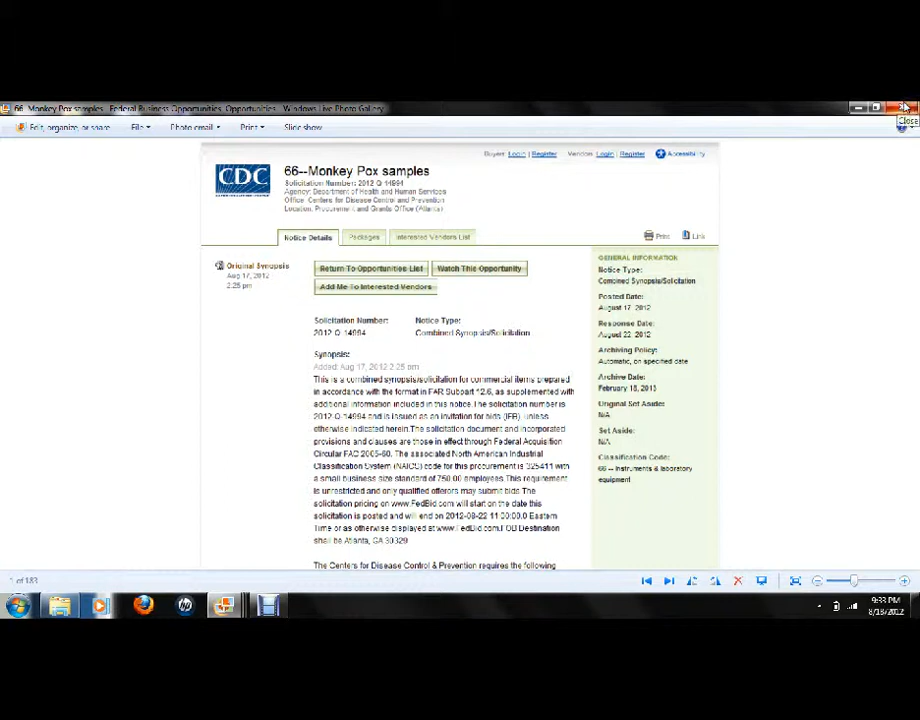 66--Monkey Pox samples - Federal Business Opportunities: Opportunities - Windows Live Photo Gallery
Close
Edit, organize, or share
File
Photo email
Print
Slide show
Buyers: Login | Register Vendors: Login | Register Accessibility
CDC
66--Monkey Pox samples
Solicitation Number: 2012-Q-14994
Agency: Department of Health and Human Services
Office: Centers for Disease Control and Prevention
Location: Procurement and Grants Office (Atlanta)
Notice Details
Packages
Interested Vendors List
Print
Link
Original Synopsis
Aug 17, 2012
2:25 pm
Return To Opportunities List
Watch This Opportunity
Add Me To Interested Vendors
Solicitation Number:
2012-Q-14994
Notice Type:
Combined Synopsis/Solicitation
Synopsis:
Added: Aug 17, 2012 2:25 pm
This is a combined synopsis/solicitation for commercial items prepared
in accordance with the format in FAR Subpart 12.6, as supplemented with
additional information included in this notice.The solicitation number is
2012-Q-14994 and is issued as an invitation for bids (IFB), unless
otherwise indicated herein.The solicitation document and incorporated
provisions and clauses are those in effect through Federal Acquisition
Circular FAC 2005-60. The associated North American Industrial
Classification System (NAICS) code for this procurement is 325411 with
a small business size standard of 750.00 employees.This requirement
is unrestricted and only qualified offerors may submit bids.The
solicitation pricing on www.FedBid.com will start on the date this
solicitation is posted and will end on 2012-08-22 11:00:00.0 Eastern
Time or as otherwise displayed at www.FedBid.com.FOB Destination
shall be Atlanta, GA 30329
The Centers for Disease Control & Prevention requires the following
GENERAL INFORMATION
Notice Type:
Combined Synopsis/Solicitation
Posted Date:
August 17, 2012
Response Date:
August 22, 2012
Archiving Policy:
Automatic, on specified date
Archive Date:
February 18, 2013
Original Set Aside:
N/A
Set Aside:
N/A
Classification Code:
66 -- Instruments & laboratory
equipment
1 of 183
hp
9:33 PM
8/18/2012